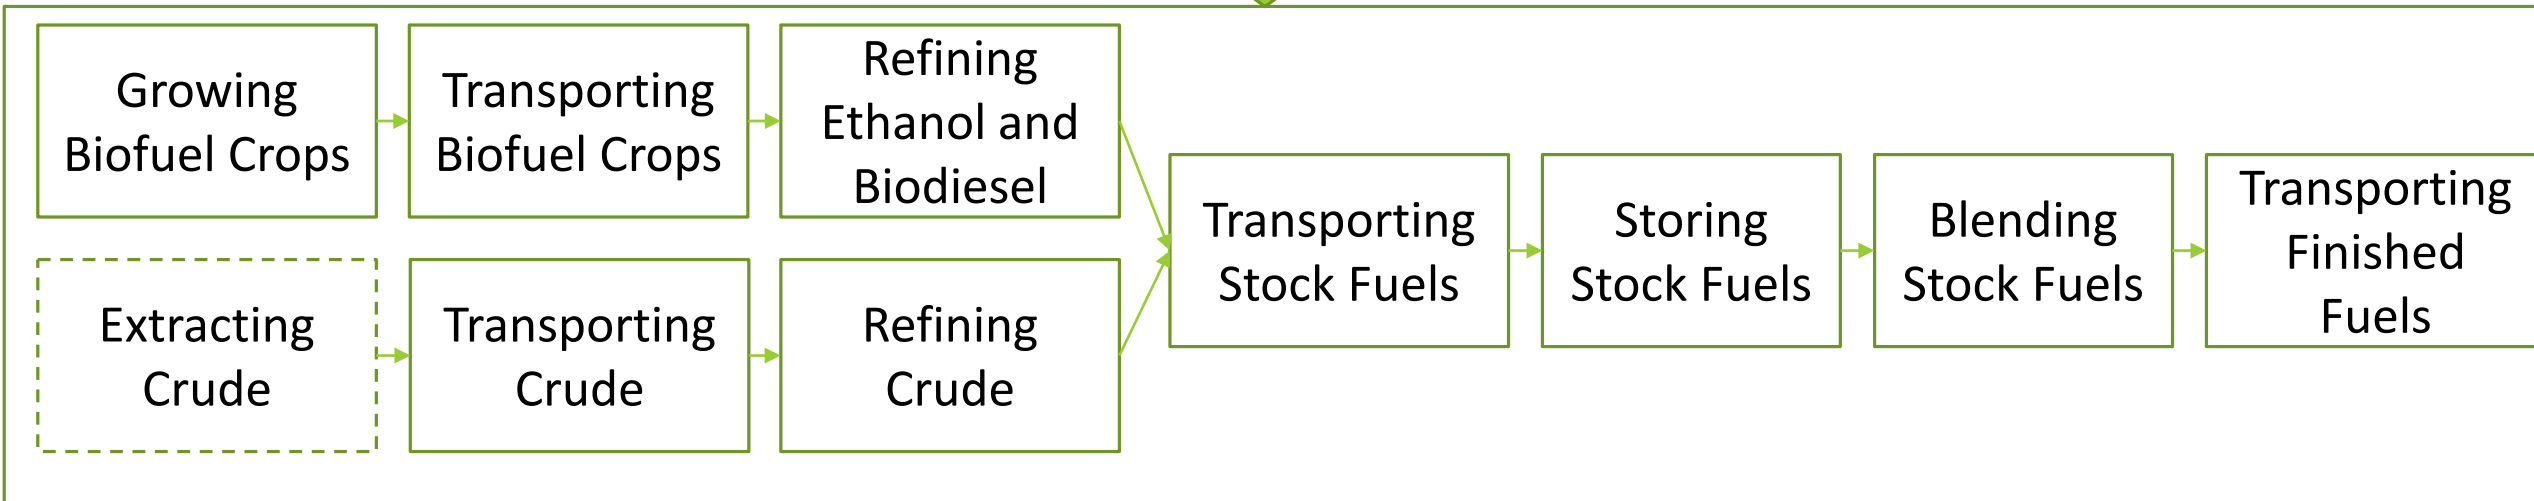 Growing
Biofuel Crops
Transporting
Biofuel Crops
Refining
Ethanol and
Biodiesel
Extracting
Crude
Transporting
Crude
Refining
Crude
Transporting
Stock Fuels
Storing
Stock Fuels
Blending
Stock Fuels
Transporting
Finished
Fuels